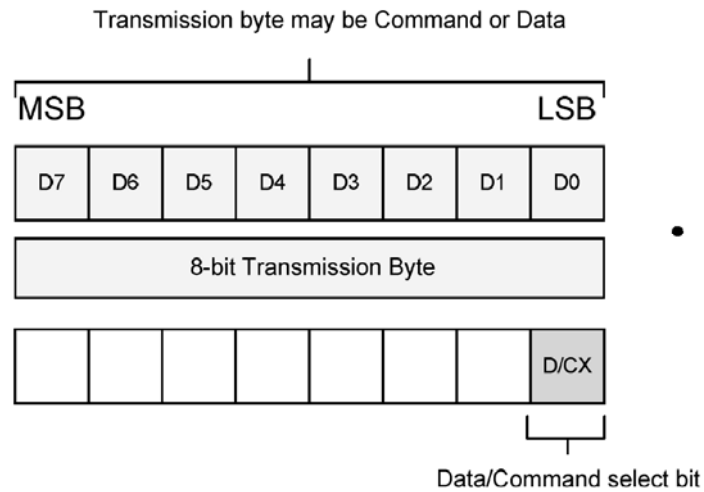 Transmission byte may be Command or Data
MSB LSB
D7 D6 D5 D4 D3 D2 D1 D0
8-bit Transmission Byte
D/CX
Data/Command select bit